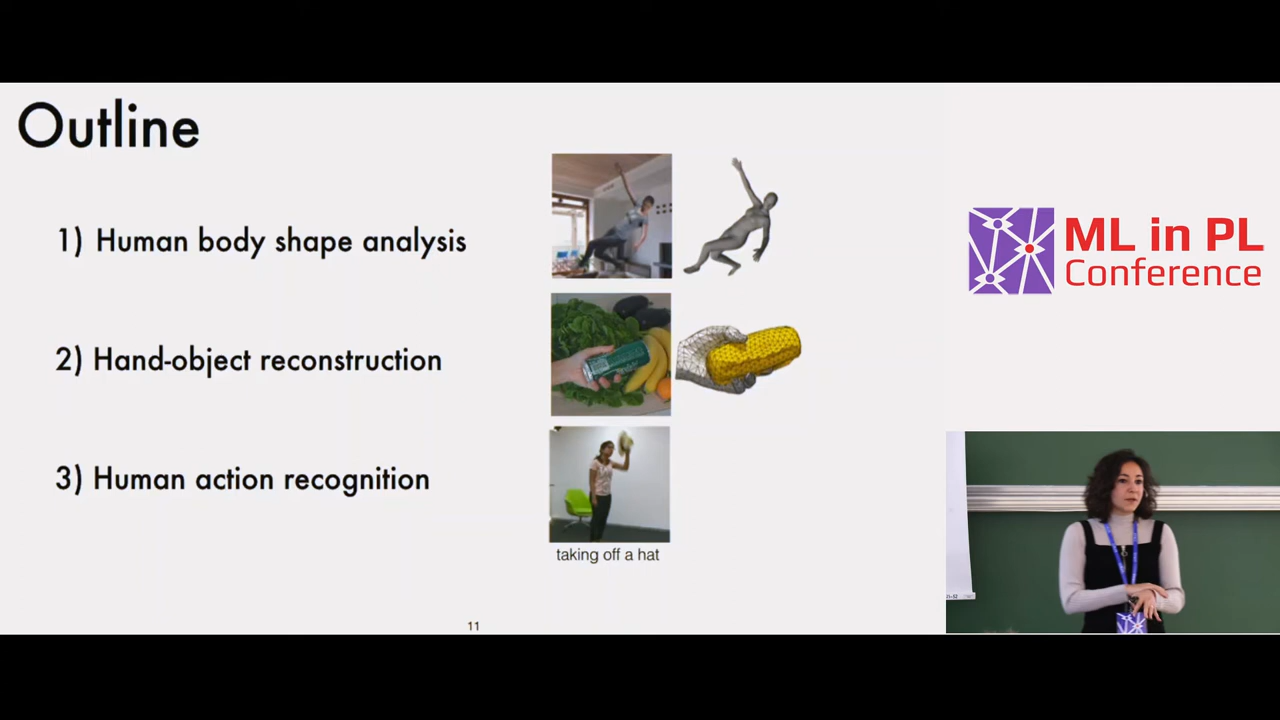 Outline
1) Human body shape analysis
2) Hand-object reconstruction
3) Human action recognition
taking off a hat
11
ML in PL
Conference